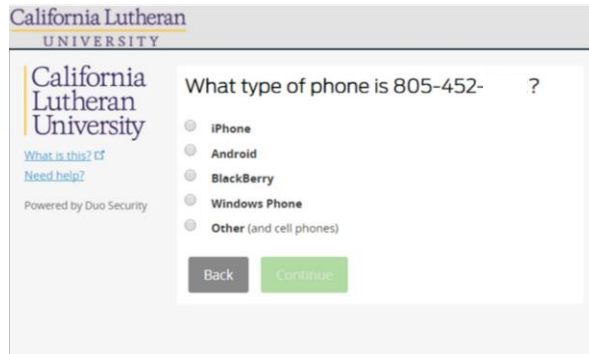 California Lutheran
UNIVERSITY
California
Lutheran
University
What is this?
Need help?
Powered by Duo Security
What type of phone is 805-452- ?
iPhone
Android
BlackBerry
Windows Phone
Other (and cell phones)
Back
Continue